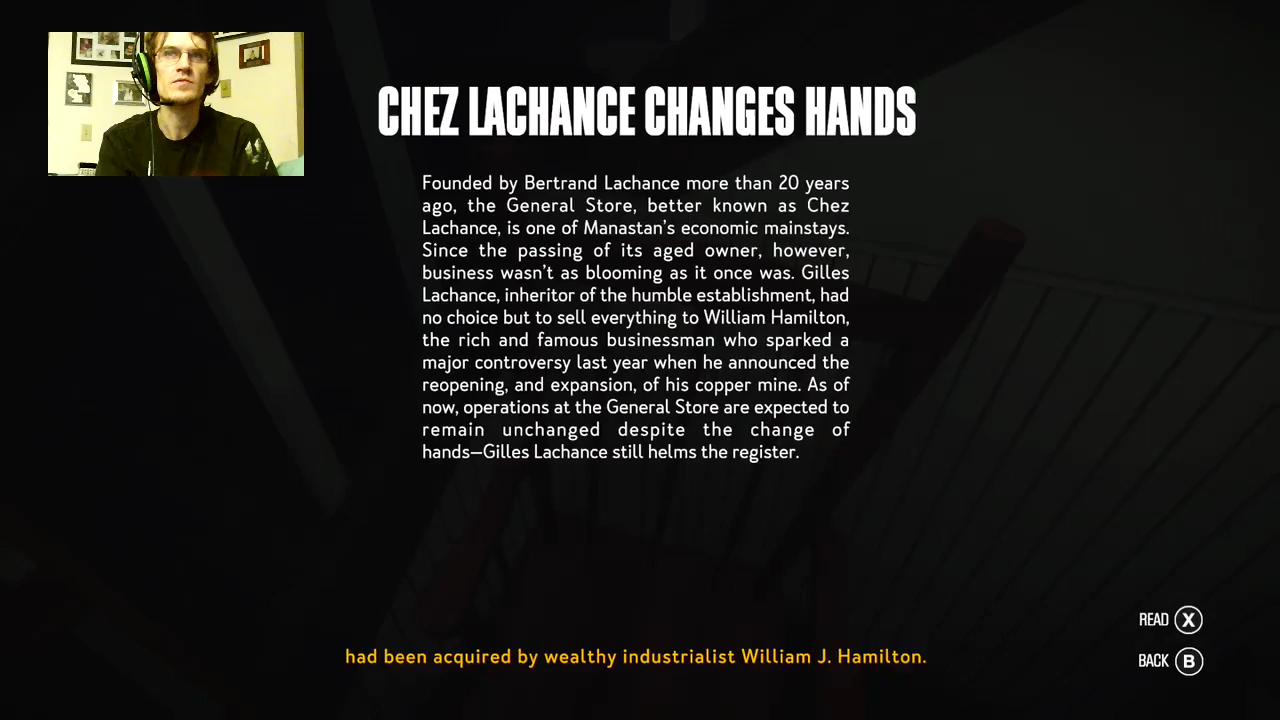 CHEZ LACHANCE CHANGES HANDS
Founded by Bertrand Lachance more than 20 years
ago, the General Store, better known as Chez
Lachance, is one of Manastan's economic mainstays.
Since the passing of its aged owner, however,
business wasn't as blooming as it once was. Gilles
Lachance, inheritor of the humble establishment, had
no choice but to sell everything to William Hamilton,
the rich and famous businessman who sparked a
major controversy last year when he announced the
reopening, and expansion, of his copper mine. As of
now, operations at the General Store are expected to
remain unchanged despite the change of
hands—Gilles Lachance still helms the register.
READ X
had been acquired by wealthy industrialist William J. Hamilton.
BACK B